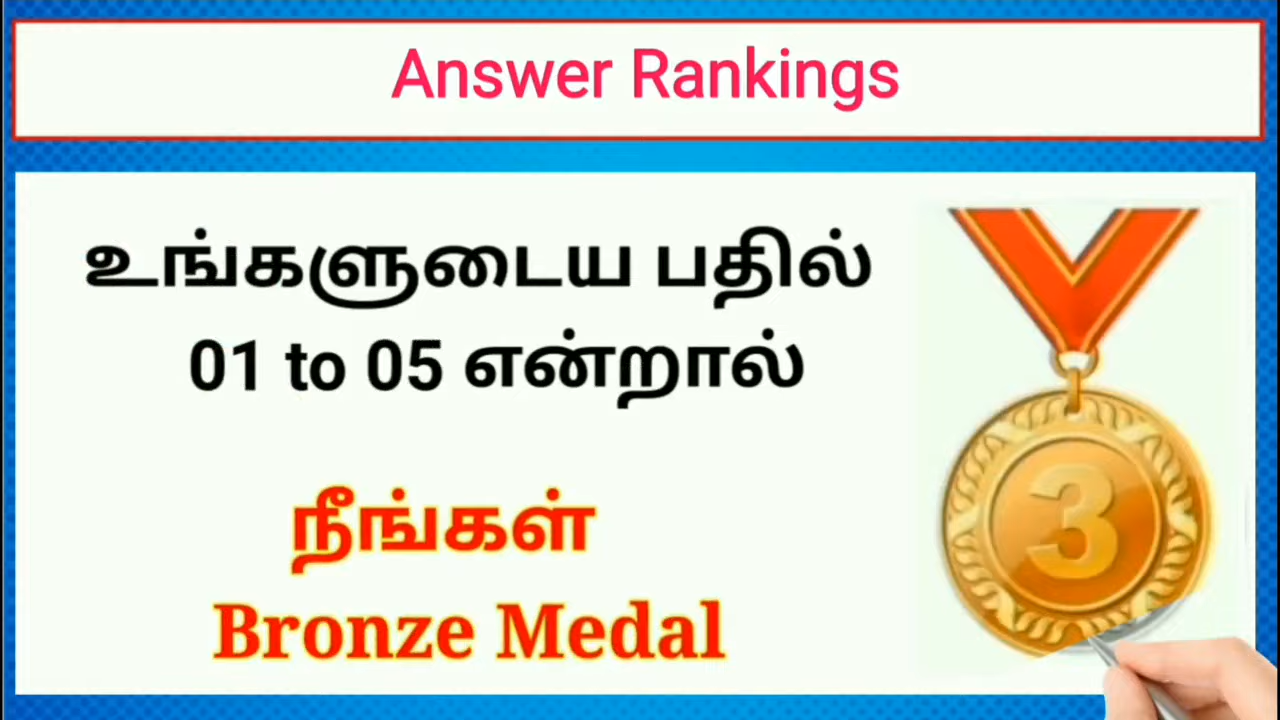 Answer Rankings
உங்களுடைய பதில்
01 to 05 என்றால்
நீங்கள்
Bronze Medal
3